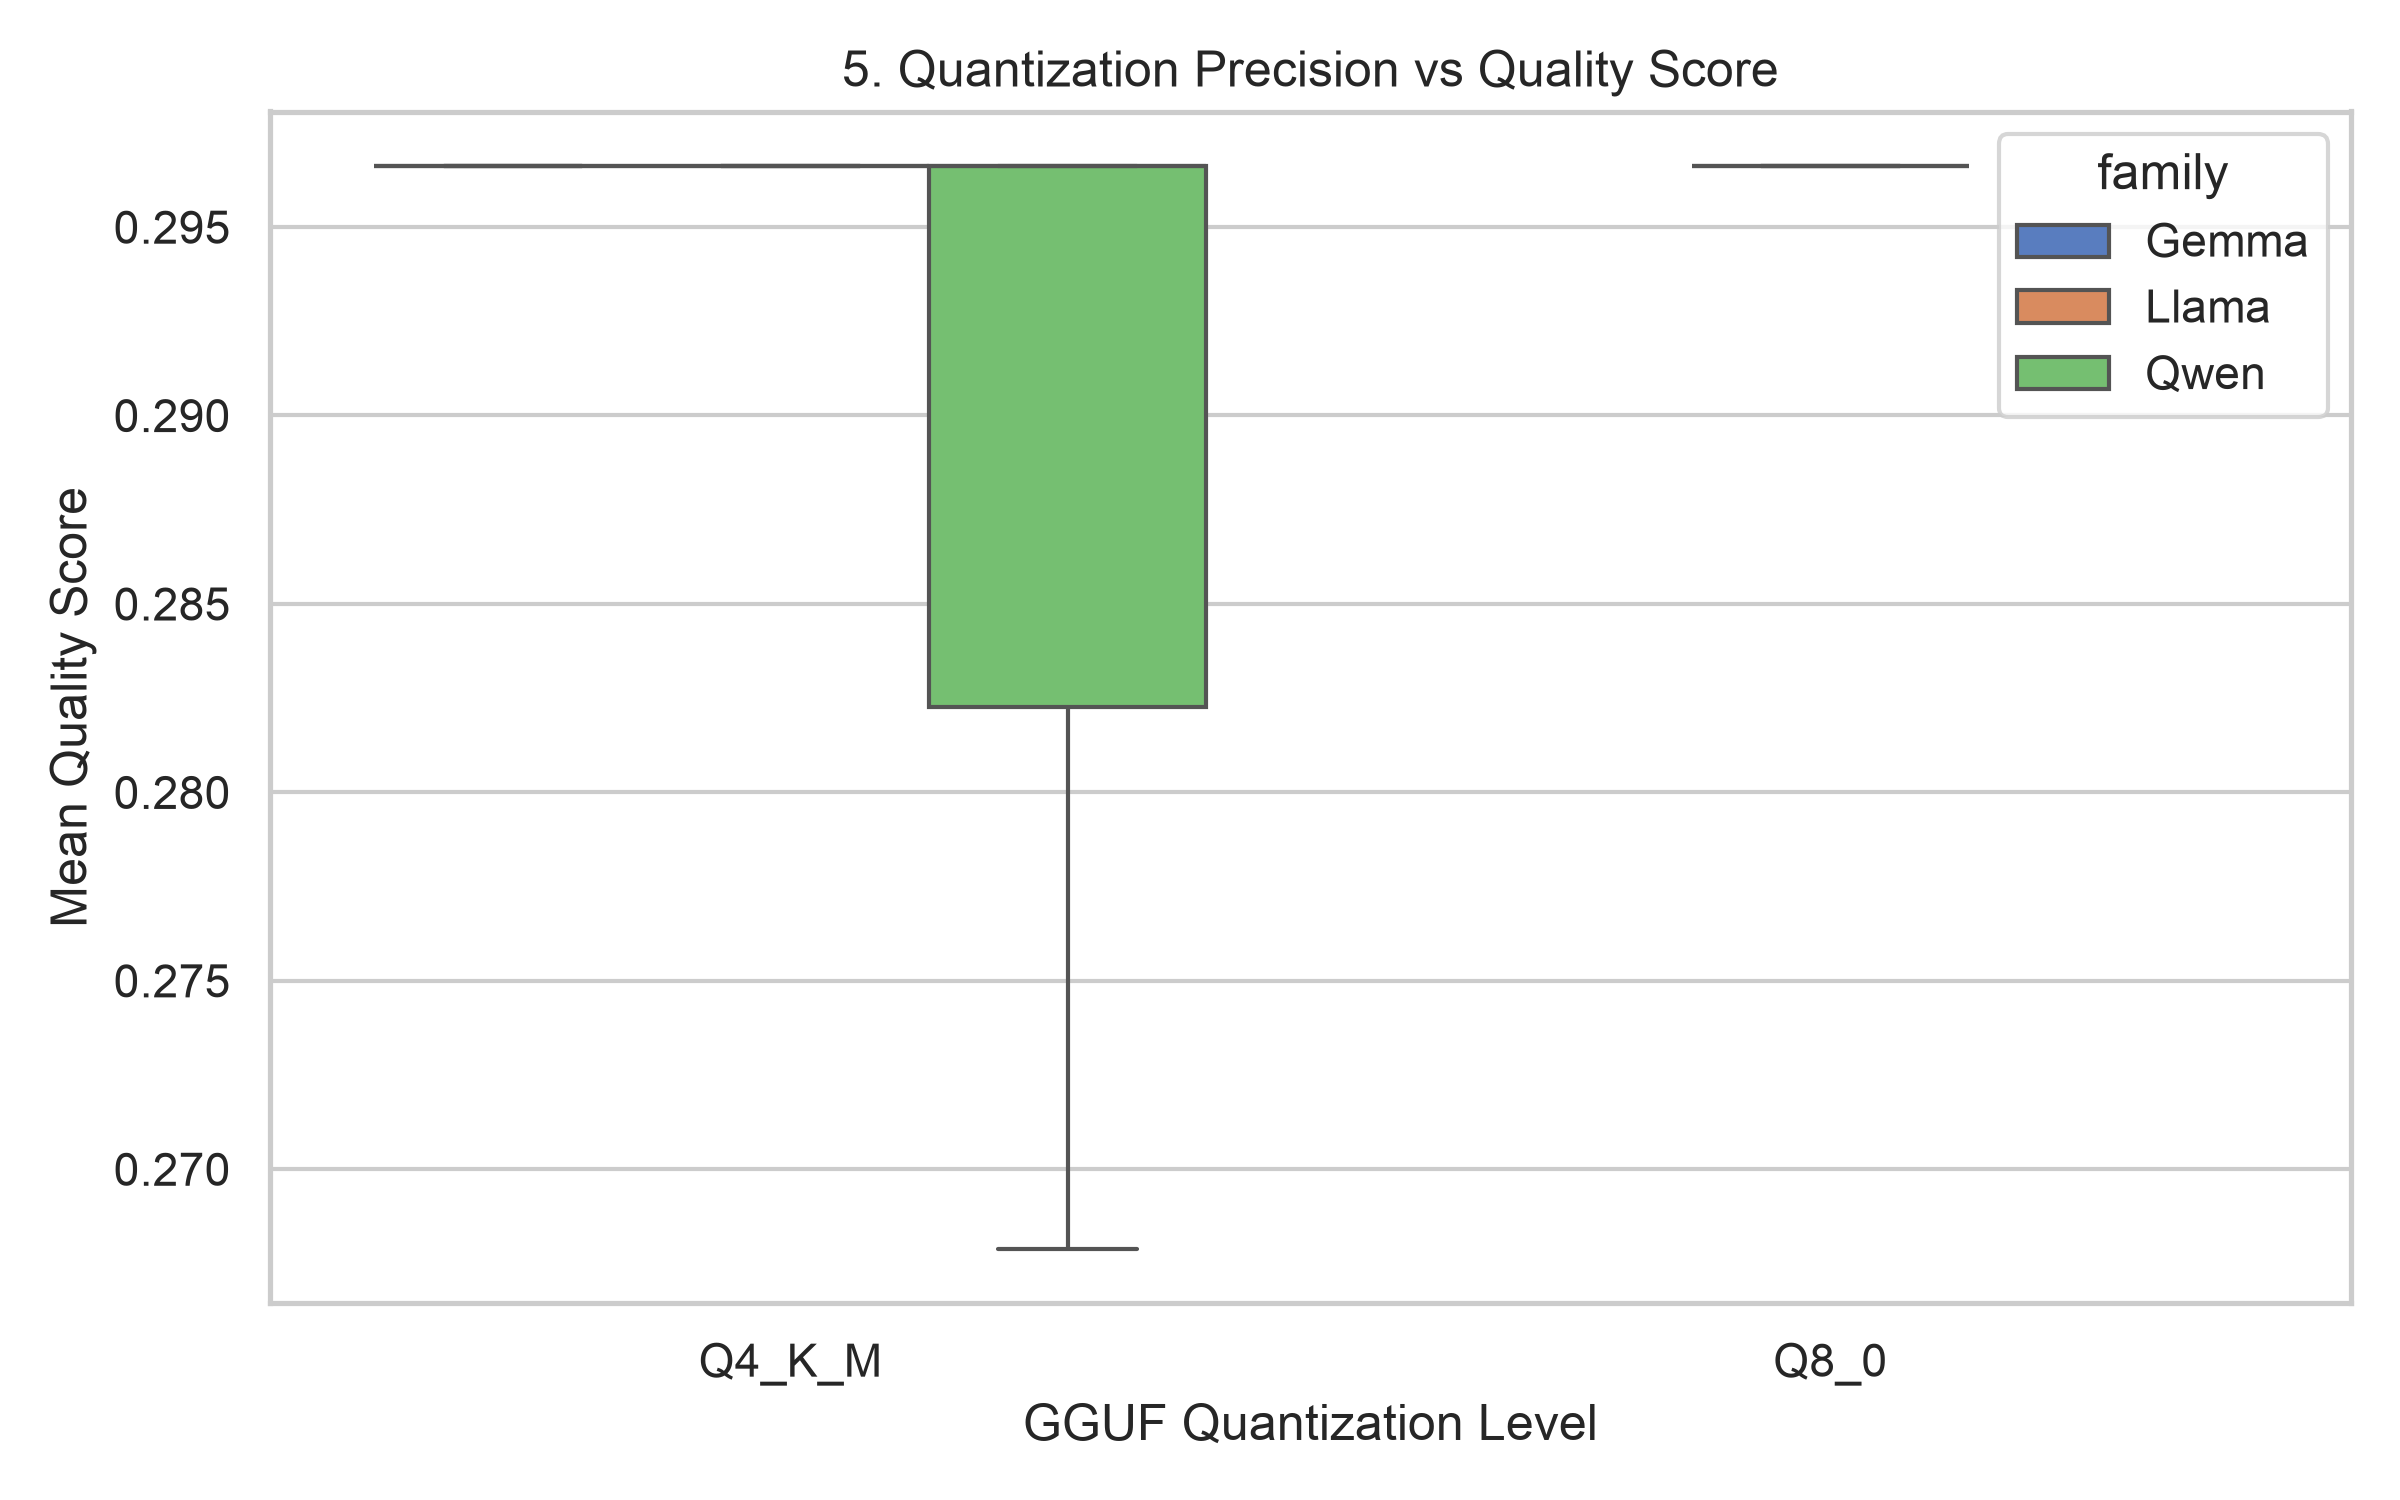 5. Quantization Precision vs Quality Score
family
Gemma
Llama
Qwen
0.295
0.290
0.285
0.280
0.275
0.270
Mean Quality Score
Q4_K_M
Q8_0
GGUF Quantization Level